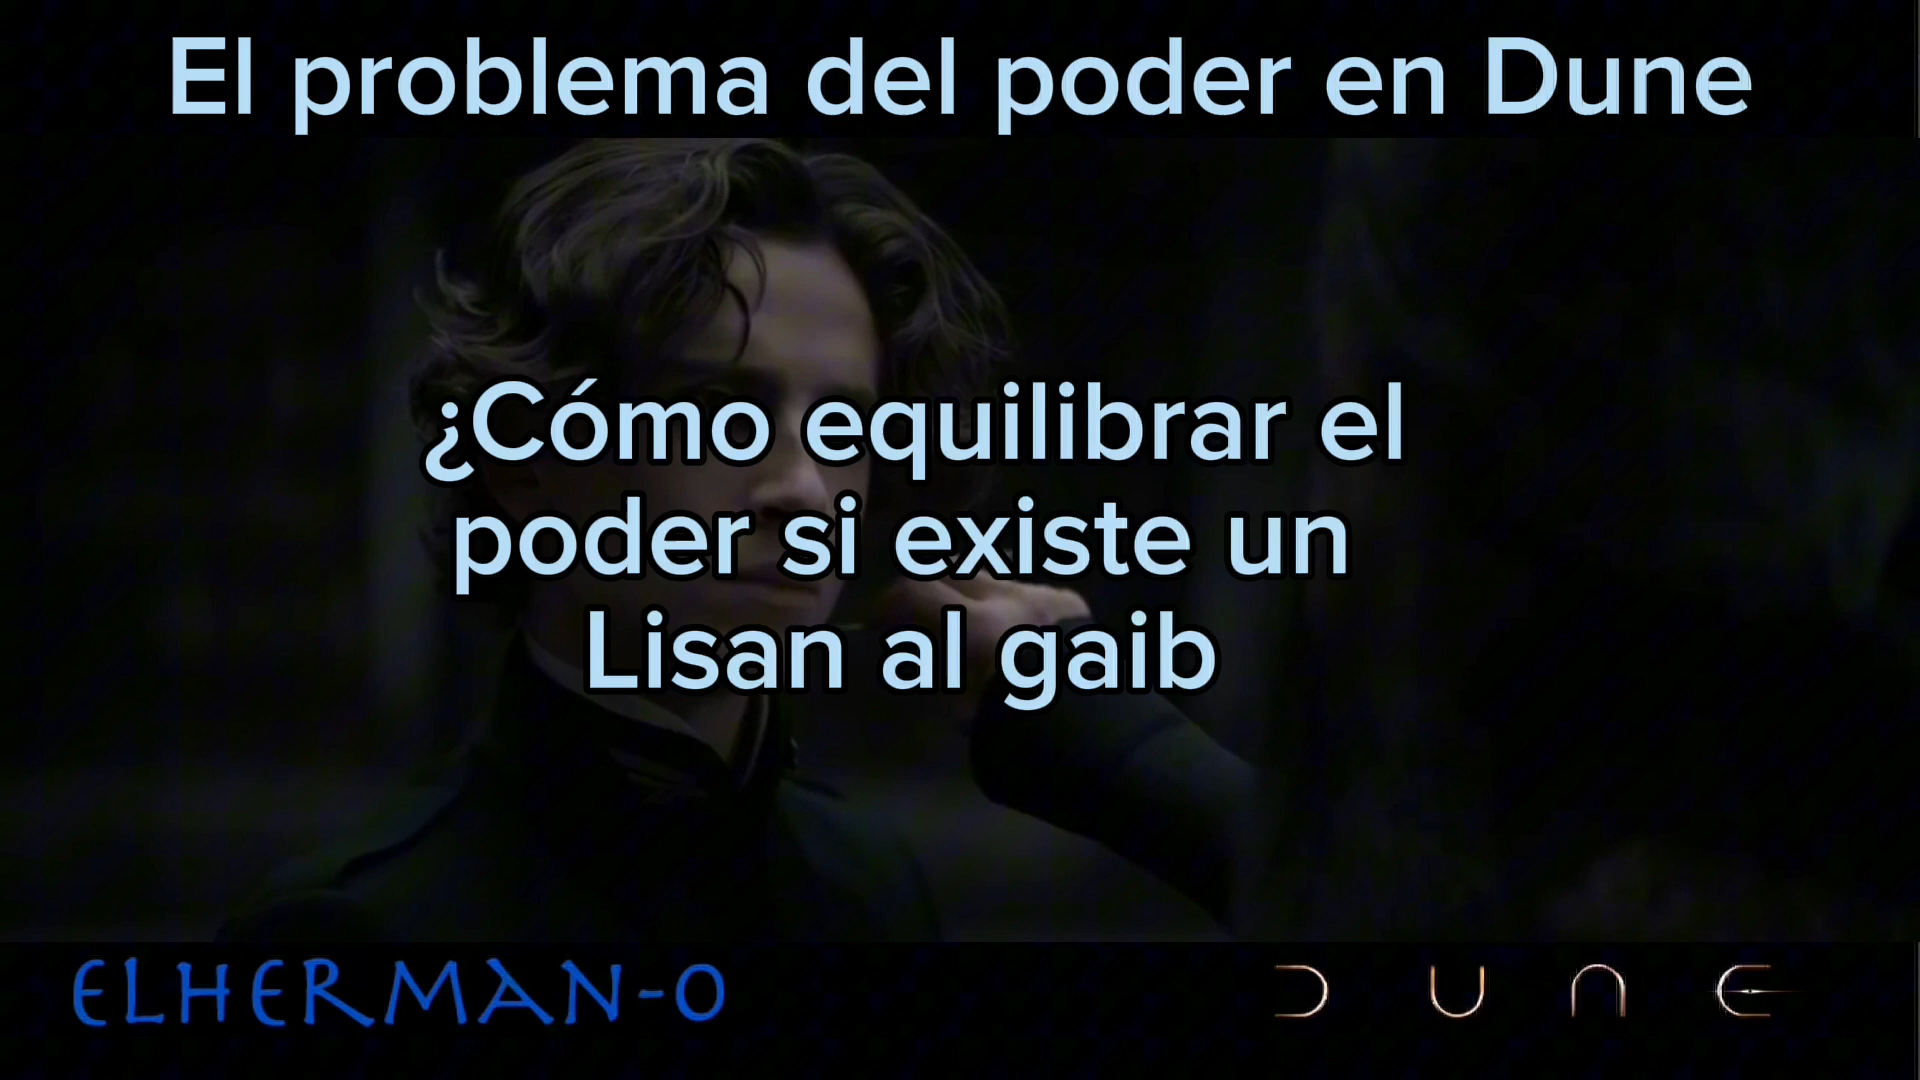 El problema del poder en Dune
¿Cómo equilibrar el
poder si existe un
Lisan al gaib
ELHERMAN-O
DUNE